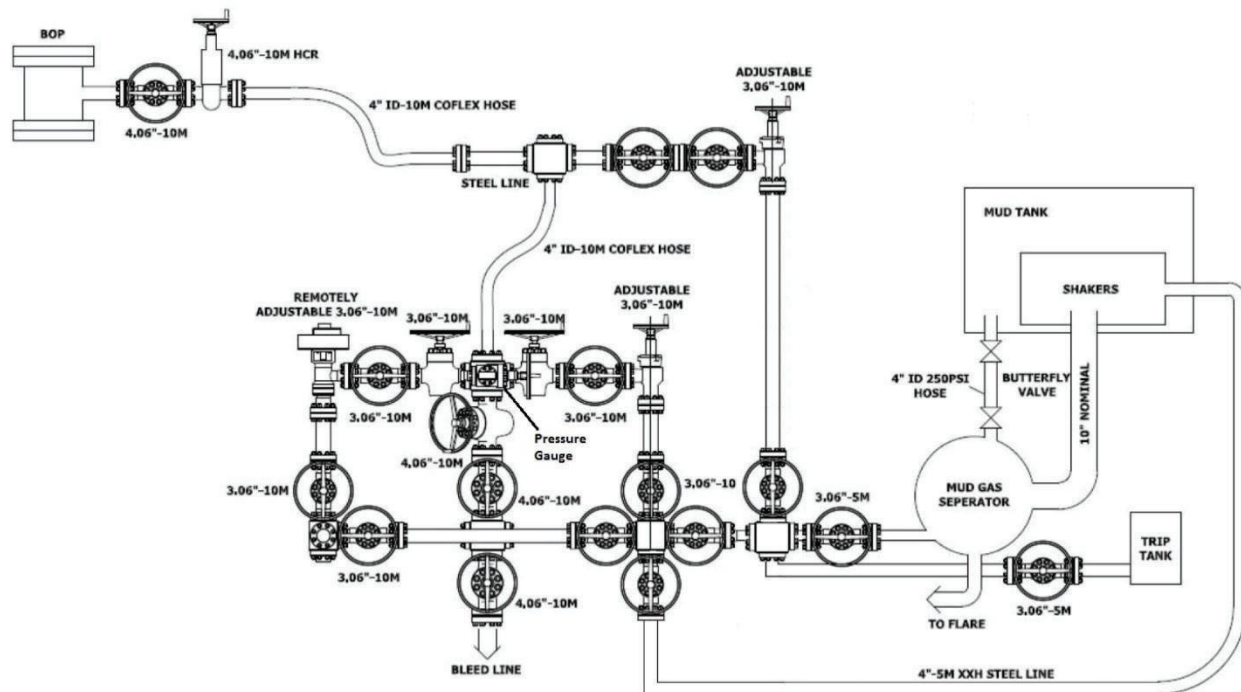 BOP
4.06"-10M HCR
4.06"-10M
4" ID-10M COFLEX HOSE
STEEL LINE
ADJUSTABLE
3.06"-10M
4" ID-10M COFLEX HOSE
MUD TANK
SHAKERS
REMOTELY
ADJUSTABLE 3.06"-10M
3.06"-10M
3.06"-10M
ADJUSTABLE
3.06"-10M
4" ID 250PSI
HOSE
BUTTERFLY
VALVE
10" NOMINAL
3.06"-10M
3.06"-10M
Pressure
Gauge
4.06"-10M
3.06"-10M
4.06"-10M
3.06"-10
3.06"-5M
MUD GAS
SEPERATOR
TRIP
TANK
3.06"-10M
4.06"-10M
3.06"-5M
TO FLARE
BLEED LINE
4"-5M XXH STEEL LINE